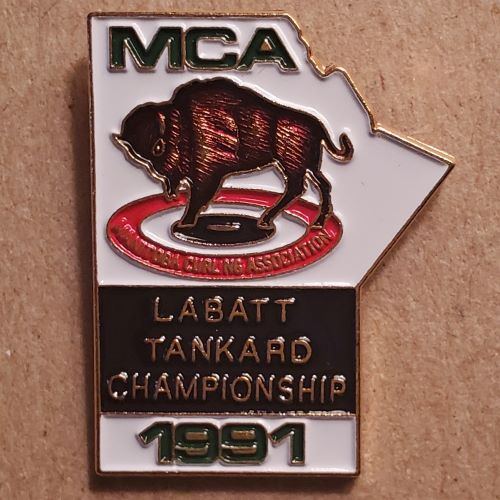 MCA
MANITOBA CURLING ASSOCIATION
LABATT
TANKARD
CHAMPIONSHIP
1991